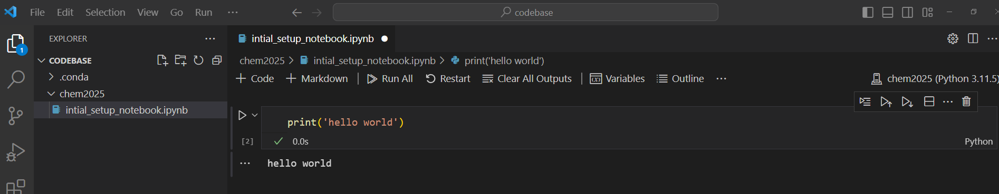 File Edit Selection View Go Run ... codebase
EXPLORER ...
1
CODEBASE
.conda
chem2025
intial_setup_notebook.ipynb
intial_setup_notebook.ipynb
chem2025 > intial_setup_notebook.ipynb > print('hello world')
+ Code + Markdown | Run All Restart Clear All Outputs | (x) Variables Outline ... chem2025 (Python 3.11.5)
print('hello world')
[2] ✓ 0.0s Python
... hello world